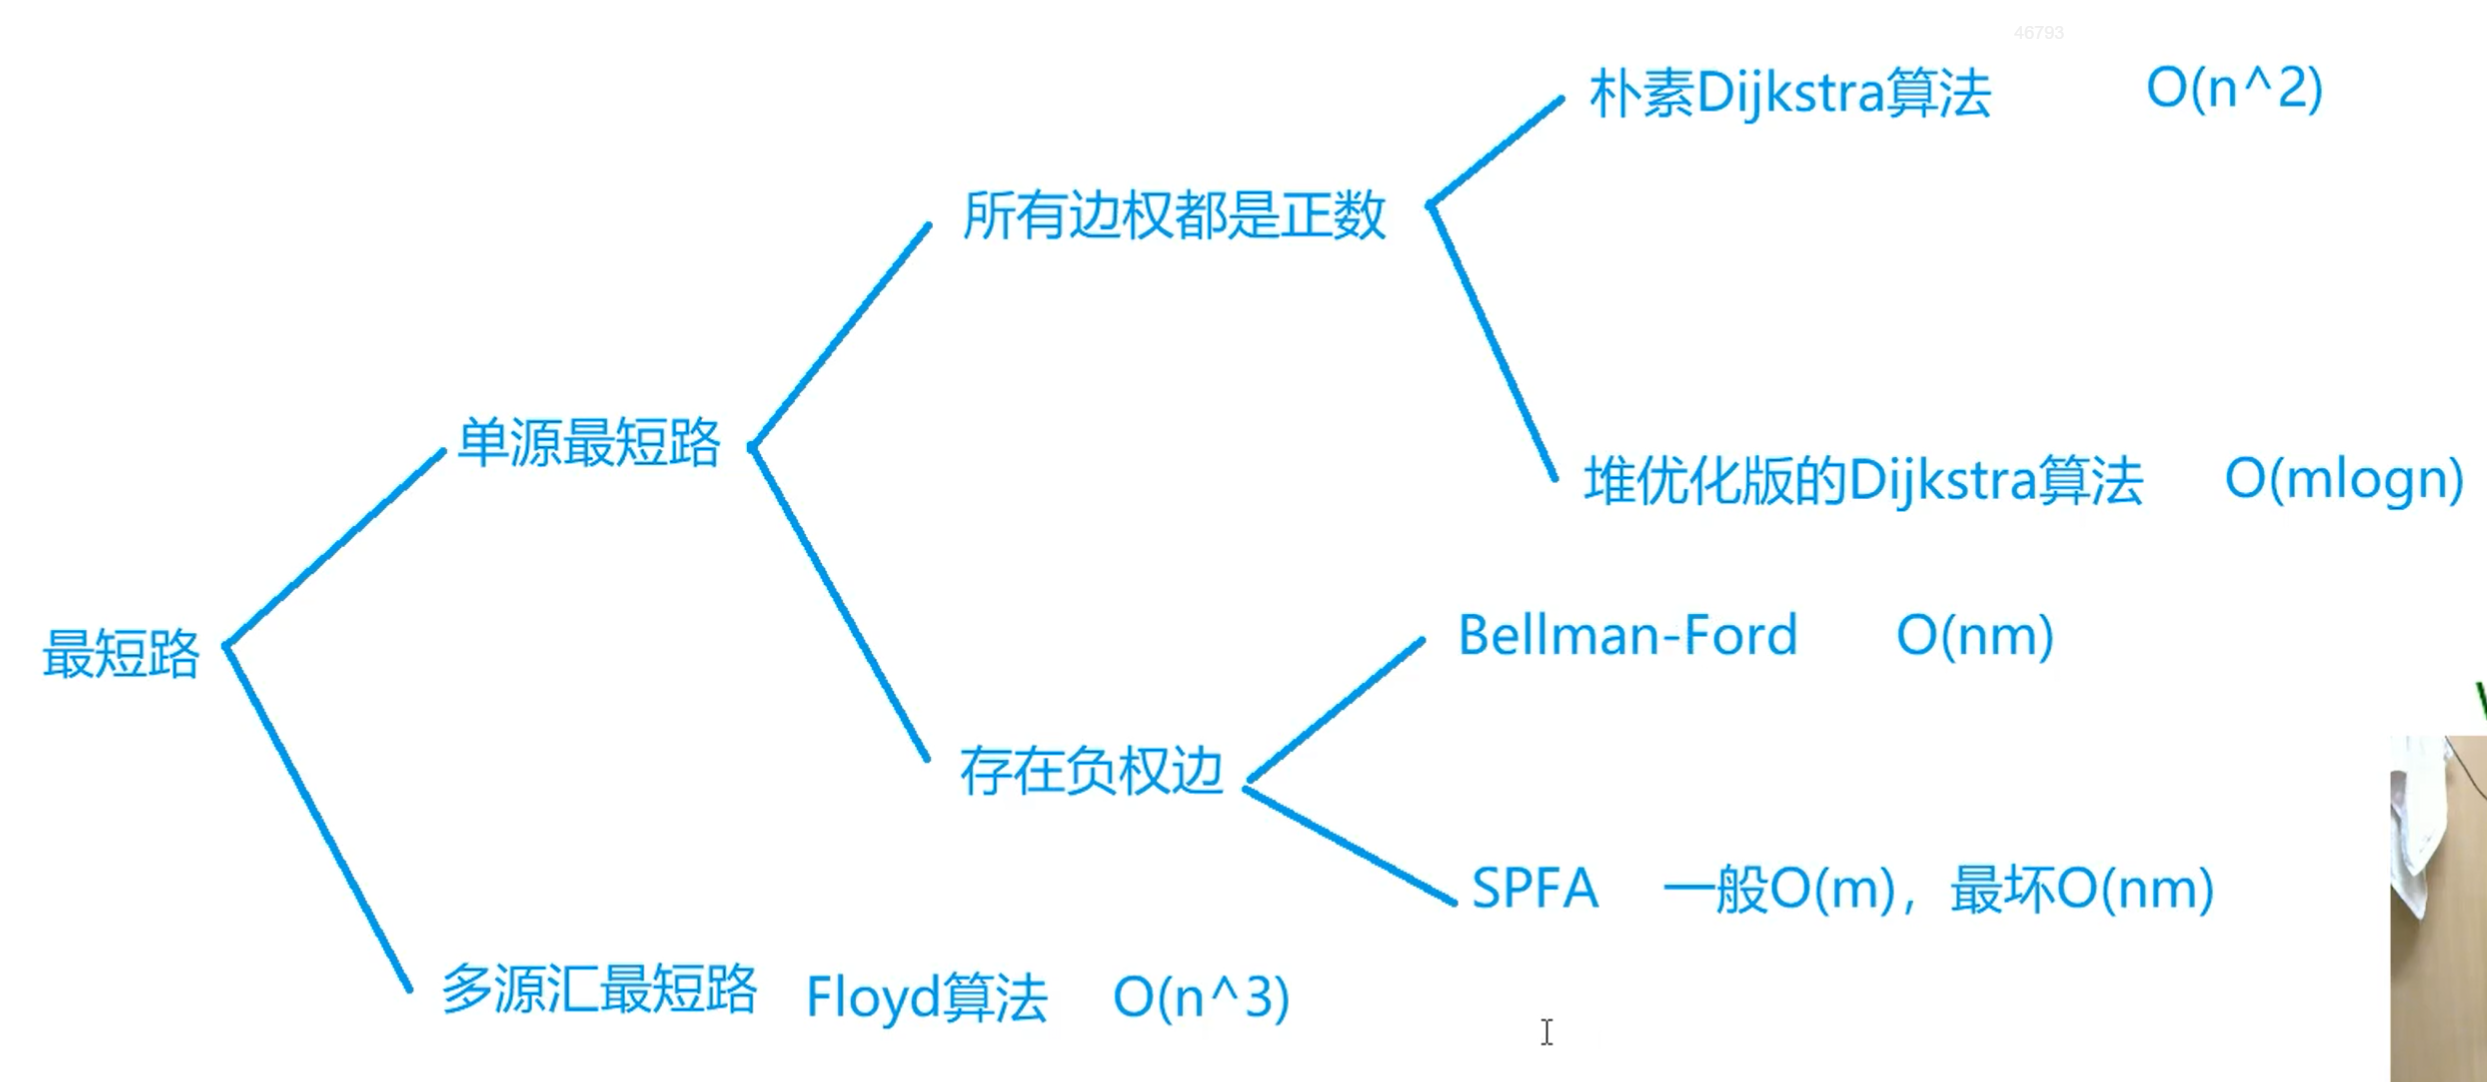 46793
朴素Dijkstra算法 O(n^2)
所有边权都是正数
单源最短路
堆优化版的Dijkstra算法 O(mlogn)
最短路
Bellman-Ford O(nm)
存在负权边
SPFA 一般O(m)，最坏O(nm)
多源汇最短路 Floyd算法 O(n^3)